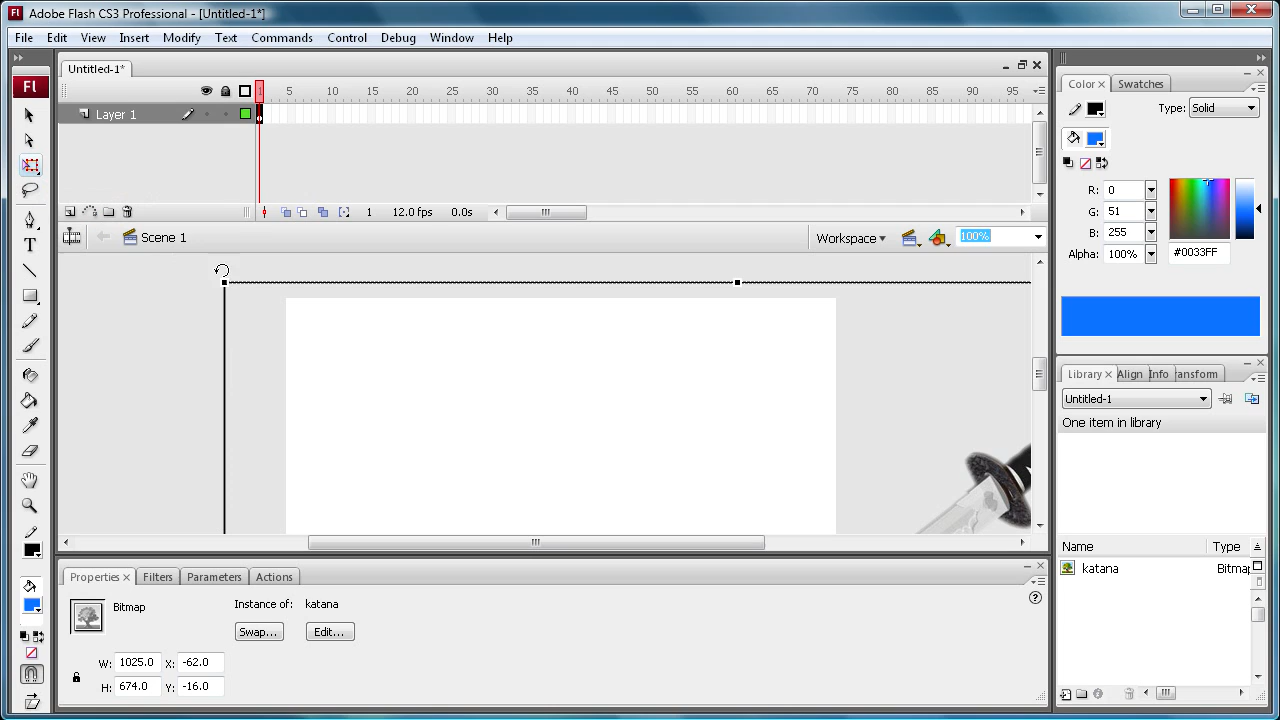 Fl Adobe Flash CS3 Professional - [Untitled-1*]
File Edit View Insert Modify Text Commands Control Debug Window Help
Untitled-1*
1 5 10 15 20 25 30 35 40 45 50 55 60 65 70 75 80 85 90 95
Layer 1
1 12.0 fps 0.0s
Scene 1 Workspace 100%
Fl
T
Color Swatches
Type: Solid
R: 0
G: 51
B: 255
Alpha: 100% #0033FF
Library Align Info ransform
Untitled-1
One item in library
Name Type
katana Bitmap
Properties Filters Parameters Actions
Bitmap Instance of: katana
Swap... Edit...
W: 1025.0 X: -62.0
H: 674.0 Y: -16.0